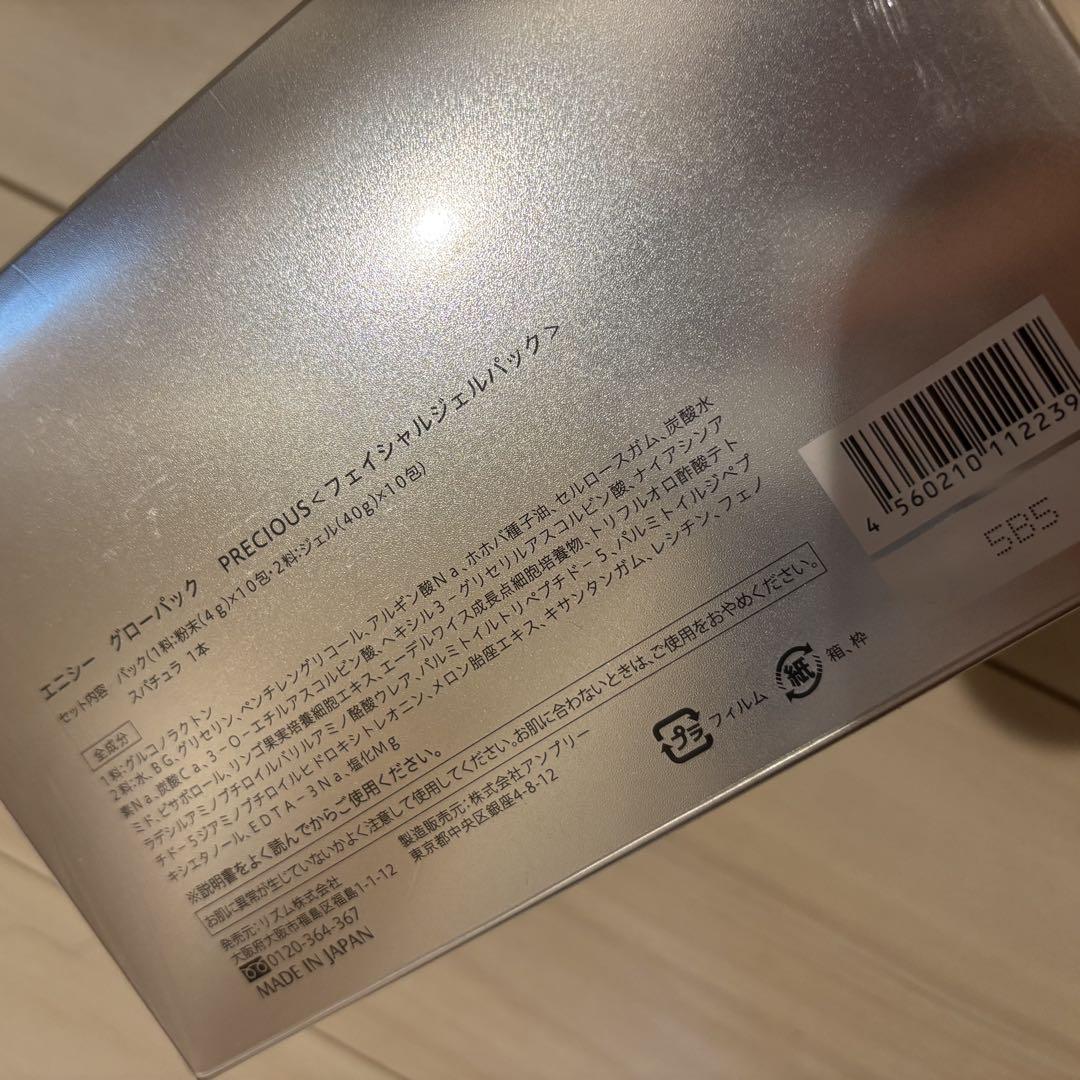 エニシー グローパック PRECIOUS<フェイシャルジェルパック>
セット内容 パック(1料:粉末(4g)×10包・2料:ジェル(40g)×10包)
スパチュラ 1本
全成分
1料:グルコノラクトン
2料:水、BG、グリセリン、ペンチレングリコール、アルギン酸Na、ホホバ種子油、セルロースガム、炭酸水
素Na、炭酸Ca、3-O-エチルアスコルビン酸、ヘキシル3-グリセリルアスコルビン酸、ナイアシンア
ミド、ビサボロール、リンゴ果実培養細胞エキス、エーデルワイス成長点細胞培養物、トリフルオロ酢酸テト
ラデシルアミノブチロイルバリルアミノ酪酸ウレア、パルミトイルトリペプチド-5、パルミトイルジペプ
チド-5ジアミノブチロイルヒドロキシトレオニン、メロン胎座エキス、キサンタンガム、レシチン、フェノ
キシエタノール、EDTA-3Na、塩化Mg
※説明書をよく読んでからご使用ください。
お肌に異常が生じていないかよく注意して使用してください。お肌に合わないときは、ご使用をおやめください。
発売元:リズム株式会社
大阪府大阪市福島区福島1-1-12
0120-364-367
MADE IN JAPAN
製造販売元:株式会社アンプリー
東京都中央区銀座4-8-12
プラ フィルム
紙 箱、枠
4 560210 112239
5B5